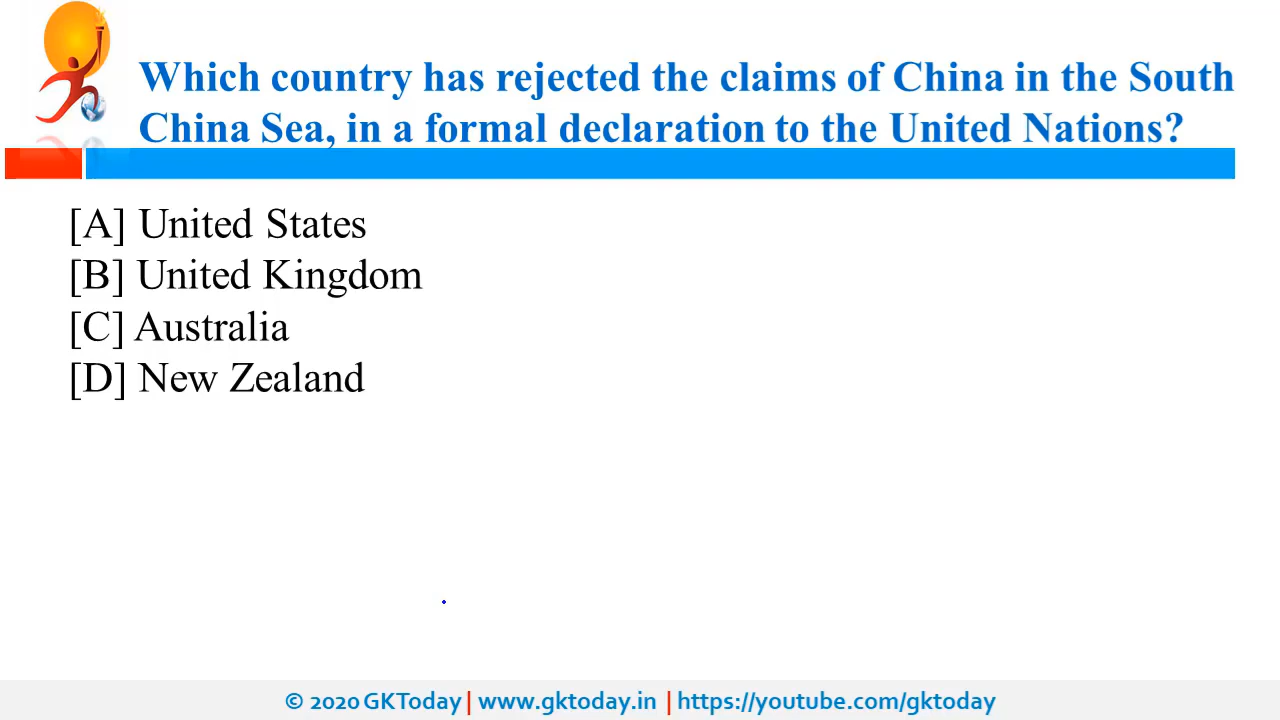 Which country has rejected the claims of China in the South
China Sea, in a formal declaration to the United Nations?
[A] United States
[B] United Kingdom
[C] Australia
[D] New Zealand
© 2020 GKToday | www.gktoday.in | https://youtube.com/gktoday